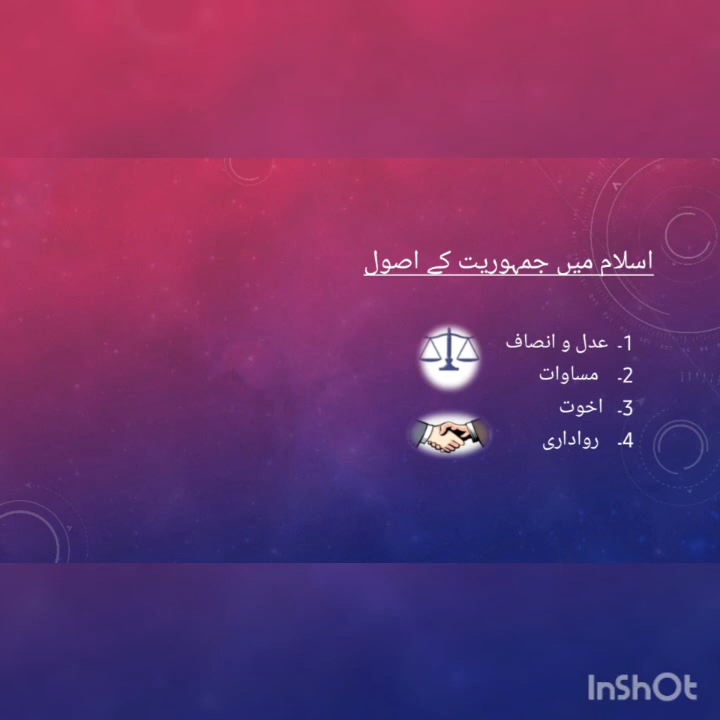 اسلام میں جمہوریت کے اصول
1۔ عدل و انصاف
2۔ مساوات
3۔ اخوت
4۔ رواداری
InShOt